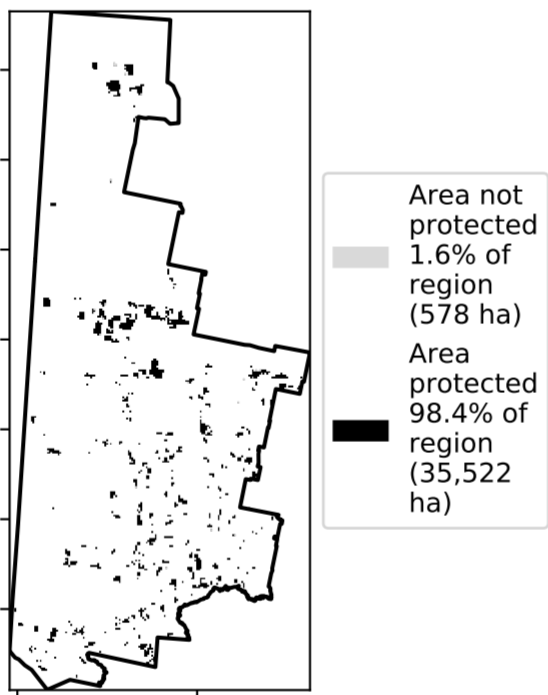 Area not
protected
1.6% of
region
(578 ha)
Area
protected
98.4% of
region
(35,522
ha)